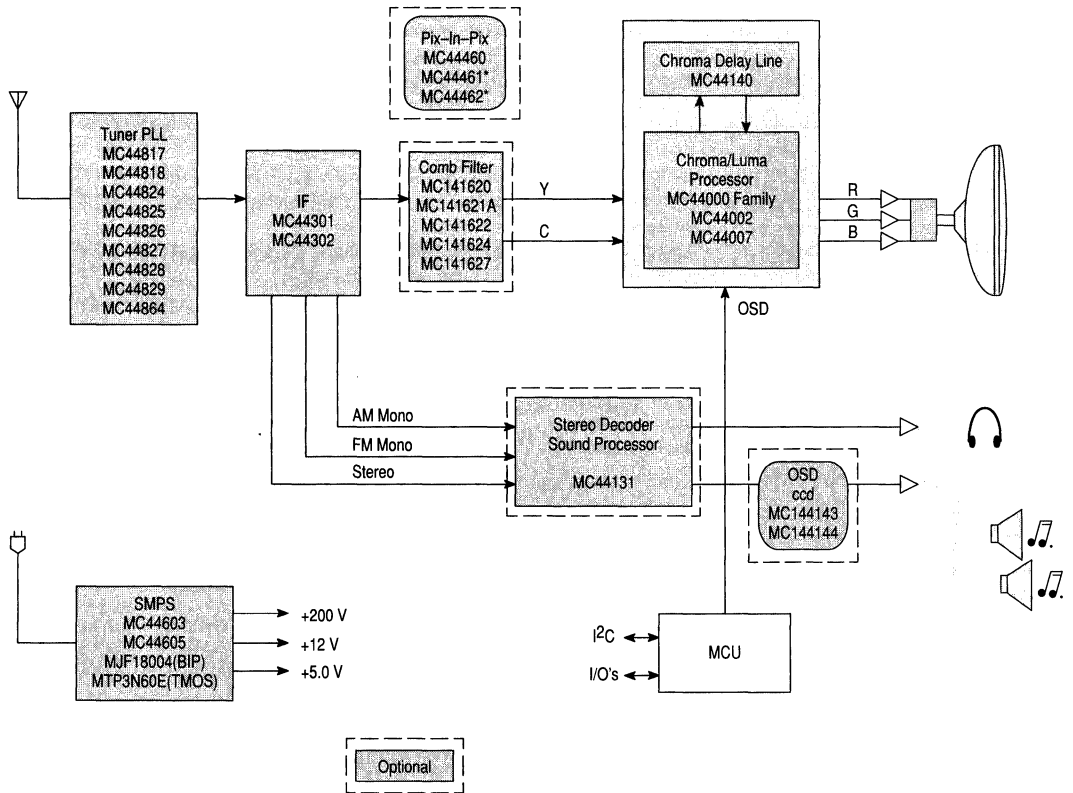 Pix–In–Pix
MC44460
MC44461*
MC44462*
Chroma Delay Line
MC44140
Tuner PLL
MC44817
MC44818
MC44824
MC44825
MC44826
MC44827
MC44828
MC44829
MC44864
IF
MC44301
MC44302
Comb Filter
MC141620
MC141621A
MC141622
MC141624
MC141627
Y
C
Chroma/Luma
Processor
MC44000 Family
MC44002
MC44007
R
G
B
OSD
AM Mono
FM Mono
Stereo
Stereo Decoder
Sound Processor
MC44131
OSD
ccd
MC144143
MC144144
SMPS
MC44603
MC44605
MJF18004(BIP)
MTP3N60E(TMOS)
+200 V
+12 V
+5.0 V
I²C
I/O's
MCU
Optional